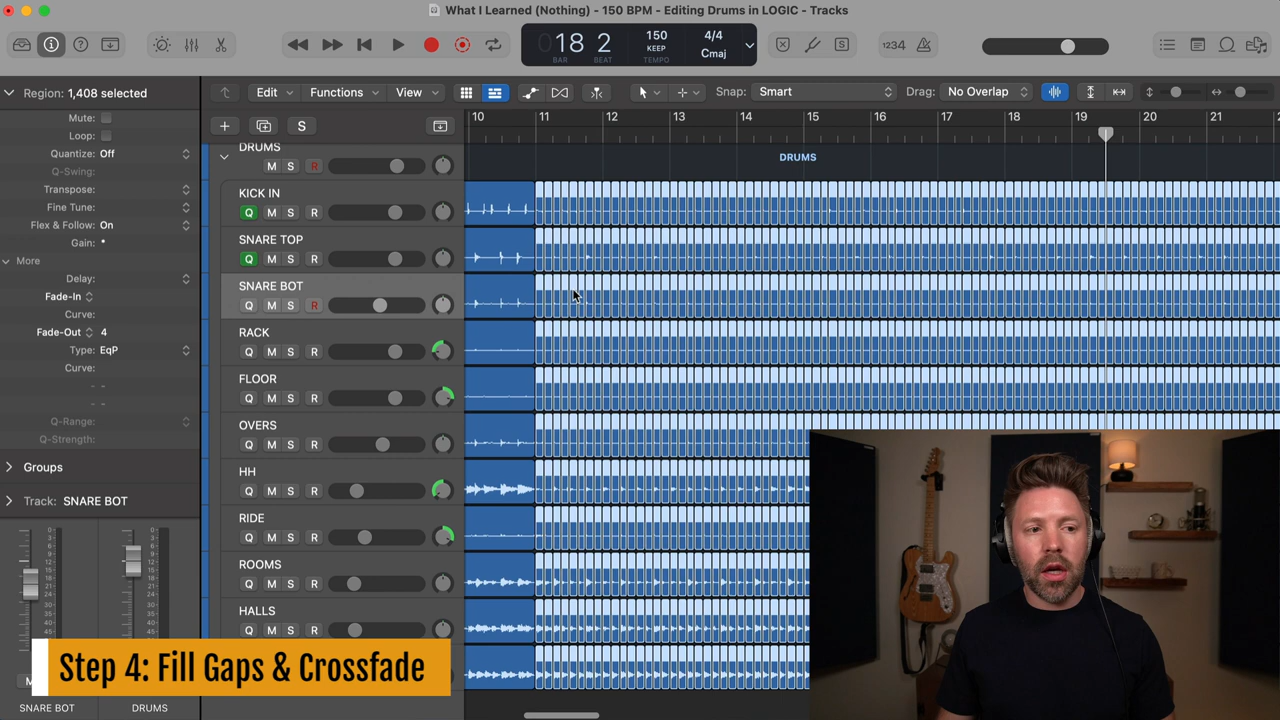 What I Learned (Nothing) - 150 BPM - Editing Drums in LOGIC - Tracks
018 2
BAR BEAT
150
KEEP
TEMPO
4/4
Cmaj
1234
Region: 1,408 selected
Edit Functions View
Snap: Smart
Drag: No Overlap
Mute:
Loop:
Quantize: Off
Q-Swing:
Transpose:
Fine Tune:
Flex & Follow: On
Gain:
More
Delay:
Fade-In
Curve:
Fade-Out 4
Type: EqP
Curve:
Q-Range:
Q-Strength:
Groups
Track: SNARE BOT
S
10 11 12 13 14 15 16 17 18 19 20 21
DRUMS
M S R
DRUMS
KICK IN
Q M S R
SNARE TOP
Q M S R
SNARE BOT
Q M S R
RACK
Q M S R
FLOOR
Q M S R
OVERS
Q M S R
HH
Q M S R
RIDE
Q M S R
ROOMS
Q M S R
HALLS
Q M S R
Step 4: Fill Gaps & Crossfade
SNARE BOT DRUMS